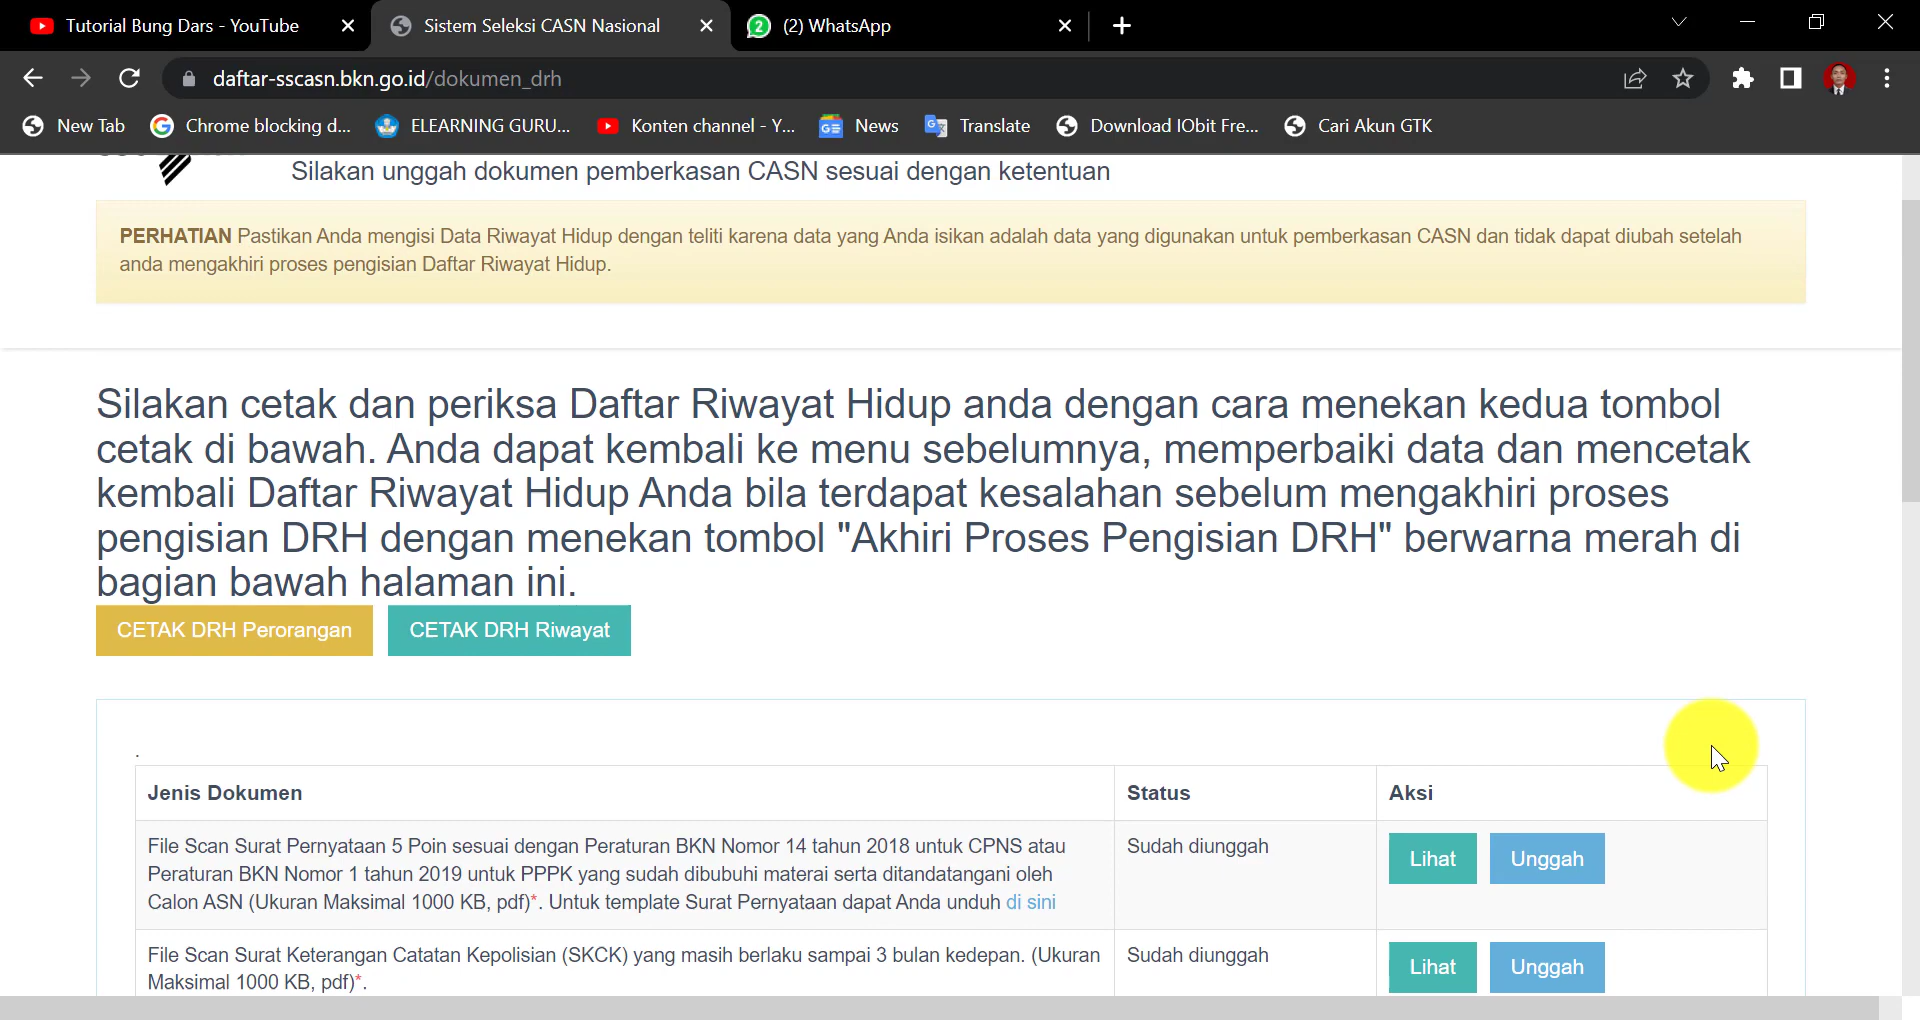 Tutorial Bung Dars - YouTube
Sistem Seleksi CASN Nasional
2
(2) WhatsApp
daftar-sscasn.bkn.go.id/dokumen_drh
New Tab
Chrome blocking d...
ELEARNING GURU...
Konten channel - Y...
News
Translate
Download IObit Fre...
Cari Akun GTK
Silakan unggah dokumen pemberkasan CASN sesuai dengan ketentuan
PERHATIAN Pastikan Anda mengisi Data Riwayat Hidup dengan teliti karena data yang Anda isikan adalah data yang digunakan untuk pemberkasan CASN dan tidak dapat diubah setelah
anda mengakhiri proses pengisian Daftar Riwayat Hidup.
Silakan cetak dan periksa Daftar Riwayat Hidup anda dengan cara menekan kedua tombol
cetak di bawah. Anda dapat kembali ke menu sebelumnya, memperbaiki data dan mencetak
kembali Daftar Riwayat Hidup Anda bila terdapat kesalahan sebelum mengakhiri proses
pengisian DRH dengan menekan tombol "Akhiri Proses Pengisian DRH" berwarna merah di
bagian bawah halaman ini.
CETAK DRH Perorangan
CETAK DRH Riwayat
.
Jenis Dokumen
Status
Aksi
File Scan Surat Pernyataan 5 Poin sesuai dengan Peraturan BKN Nomor 14 tahun 2018 untuk CPNS atau
Peraturan BKN Nomor 1 tahun 2019 untuk PPPK yang sudah dibubuhi materai serta ditandatangani oleh
Calon ASN (Ukuran Maksimal 1000 KB, pdf)*. Untuk template Surat Pernyataan dapat Anda unduh di sini
Sudah diunggah
Lihat
Unggah
File Scan Surat Keterangan Catatan Kepolisian (SKCK) yang masih berlaku sampai 3 bulan kedepan. (Ukuran
Maksimal 1000 KB, pdf)*.
Sudah diunggah
Lihat
Unggah